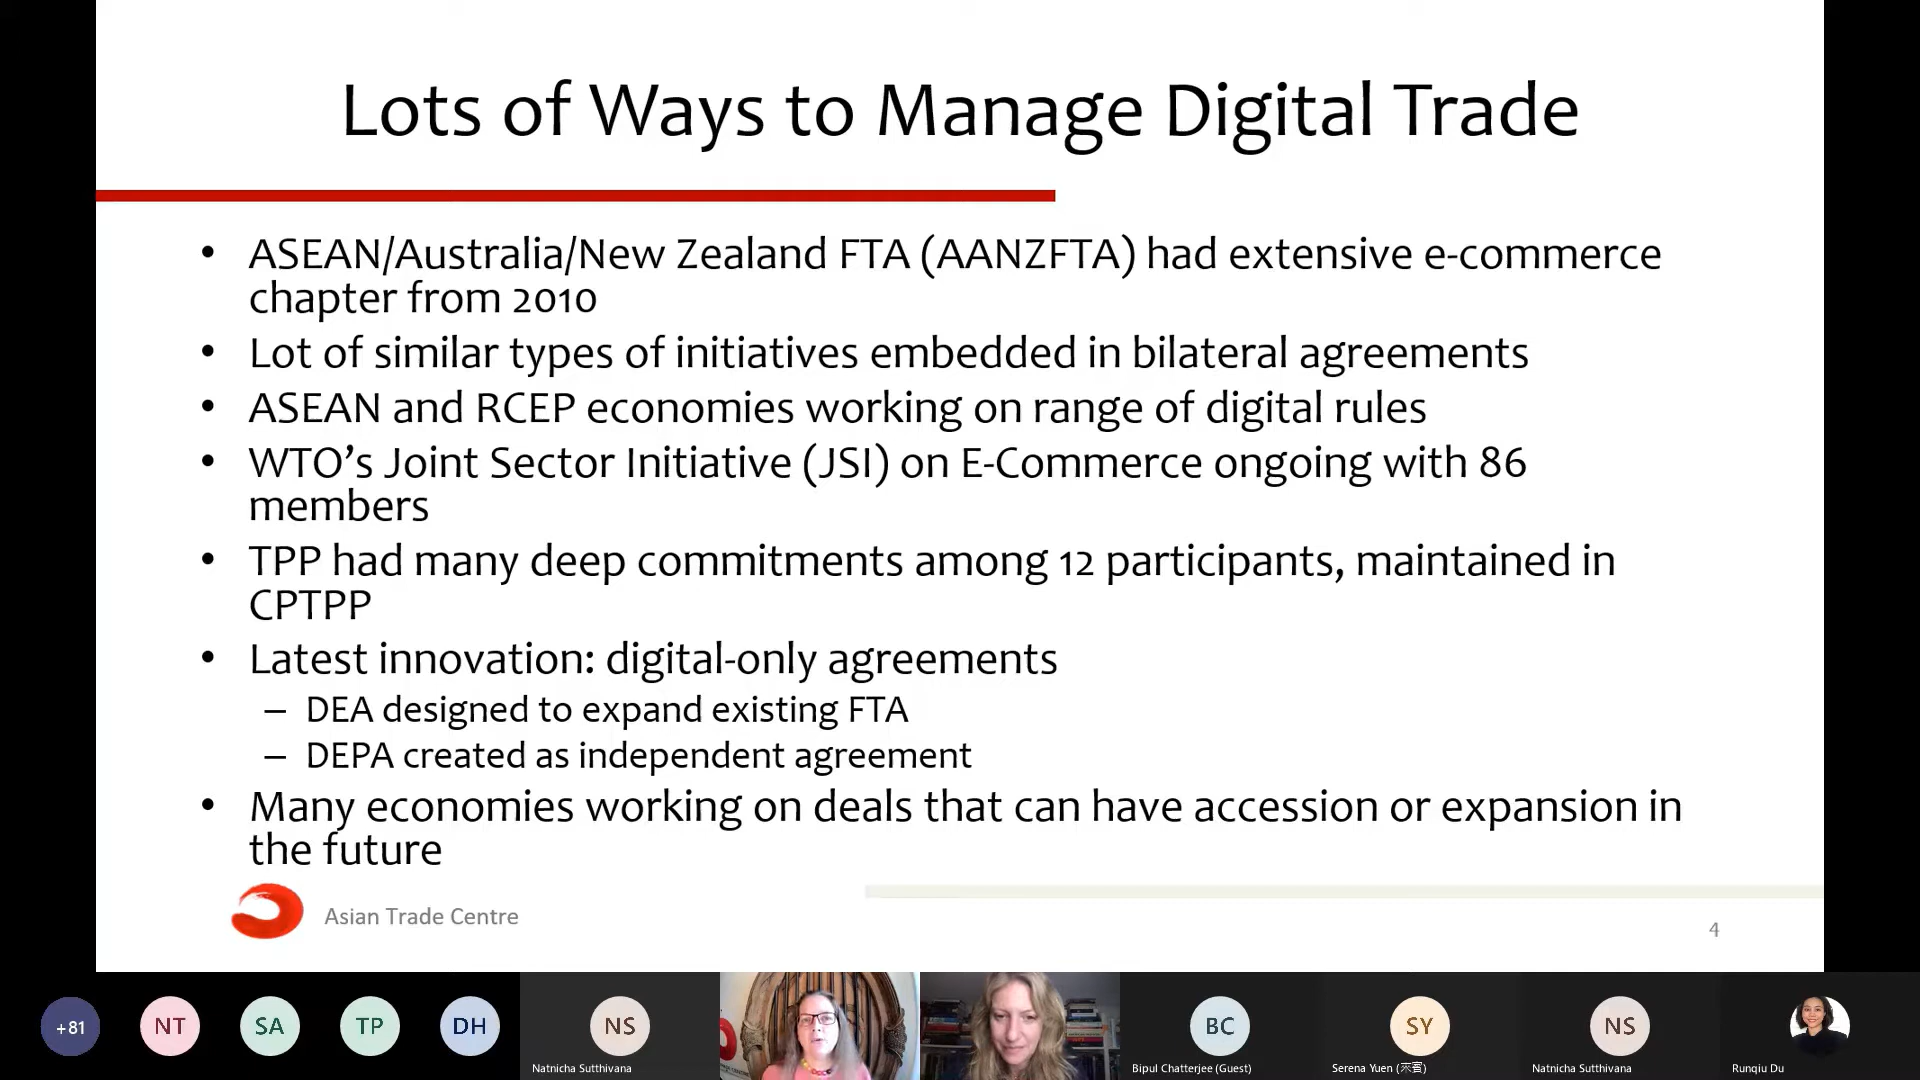 Lots of Ways to Manage Digital Trade
• ASEAN/Australia/New Zealand FTA (AANZFTA) had extensive e-commerce
chapter from 2010
• Lot of similar types of initiatives embedded in bilateral agreements
• ASEAN and RCEP economies working on range of digital rules
• WTO’s Joint Sector Initiative (JSI) on E-Commerce ongoing with 86
members
• TPP had many deep commitments among 12 participants, maintained in
CPTPP
• Latest innovation: digital-only agreements
– DEA designed to expand existing FTA
– DEPA created as independent agreement
• Many economies working on deals that can have accession or expansion in
the future
Asian Trade Centre
4
+81
NT
SA
TP
DH
NS
BC
SY
NS
Natnicha Sutthivana
Bipul Chatterjee (Guest)
Serena Yuen
Natnicha Sutthivana
Runqiu Du